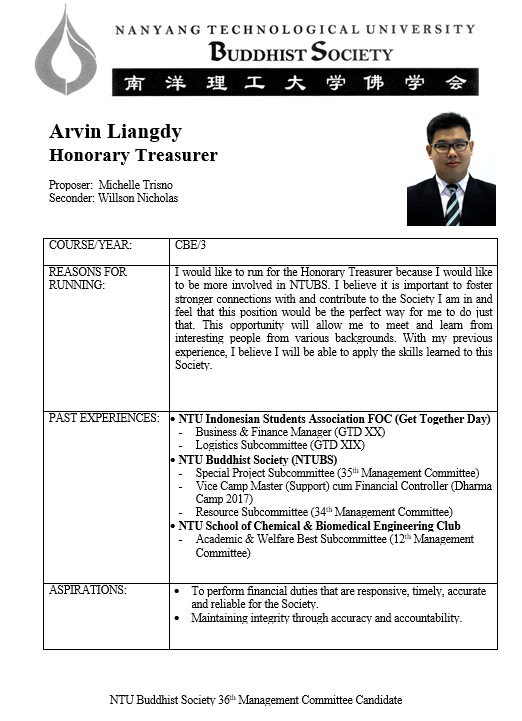 NANYANG TECHNOLOGICAL UNIVERSITY
BUDDHIST SOCIETY
南洋理工大学佛学会
Arvin Liangdy
Honorary Treasurer
Proposer: Michelle Trisno
Seconder: Willson Nicholas
COURSE/YEAR: CBE/3
REASONS FOR RUNNING:
I would like to run for the Honorary Treasurer because I would like
to be more involved in NTUBS. I believe it is important to foster
stronger connections with and contribute to the Society I am in and
feel that this position would be the perfect way for me to do just
that. This opportunity will allow me to meet and learn from
interesting people from various backgrounds. With my previous
experience, I believe I will be able to apply the skills learned to this
Society.
PAST EXPERIENCES:
• NTU Indonesian Students Association FOC (Get Together Day)
- Business & Finance Manager (GTD XX)
- Logistics Subcommittee (GTD XIX)
• NTU Buddhist Society (NTUBS)
- Special Project Subcommittee (35th Management Committee)
- Vice Camp Master (Support) cum Financial Controller (Dharma
Camp 2017)
- Resource Subcommittee (34th Management Committee)
• NTU School of Chemical & Biomedical Engineering Club
- Academic & Welfare Best Subcommittee (12th Management
Committee)
ASPIRATIONS:
• To perform financial duties that are responsive, timely, accurate
and reliable for the Society.
• Maintaining integrity through accuracy and accountability.
NTU Buddhist Society 36th Management Committee Candidate